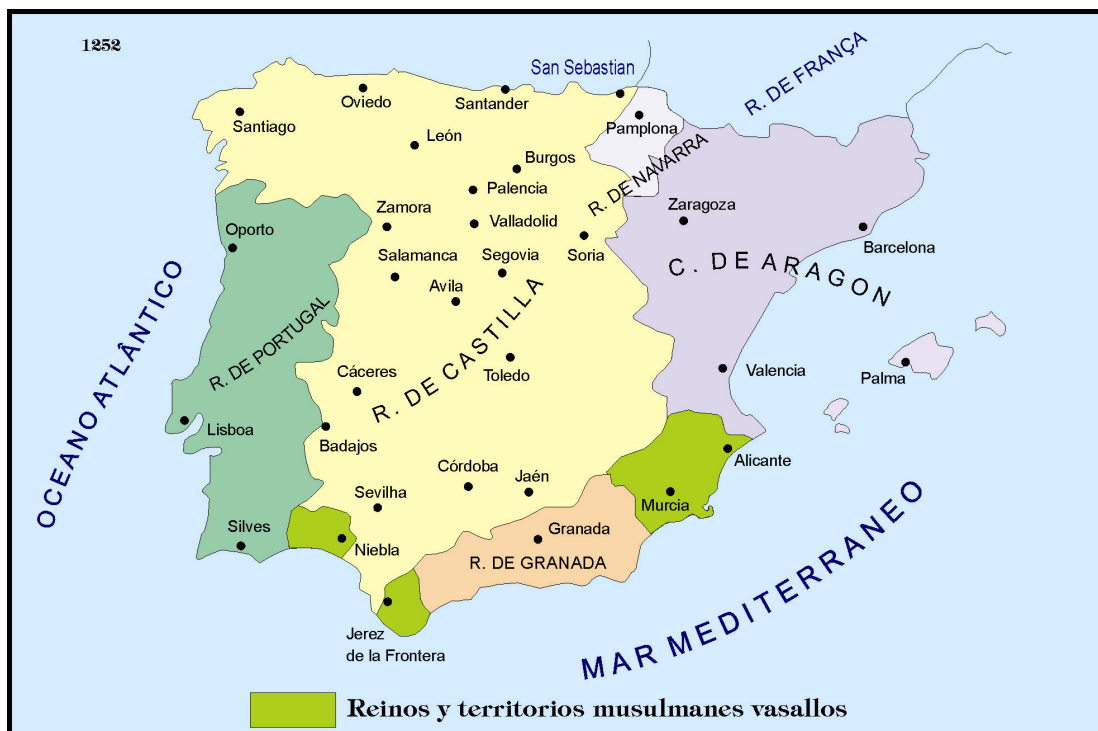 1252
San Sebastian
R. DE FRANÇA
Oviedo
Santander
Santiago
Pamplona
León
Burgos
R. DE NAVARRA
Palencia
Zaragoza
Zamora
Valladolid
Oporto
Soria
Barcelona
Salamanca
Segovia
C. DE ARAGON
Avila
OCEANO ATLÂNTICO
R. DE PORTUGAL
R. DE CASTILLA
Cáceres
Toledo
Valencia
Palma
Lisboa
Badajos
Alicante
Córdoba
Jaén
Sevilha
Murcia
Silves
Niebla
Granada
R. DE GRANADA
MAR MEDITERRANEO
Jerez
de la Frontera
Reinos y territorios musulmanes vasallos